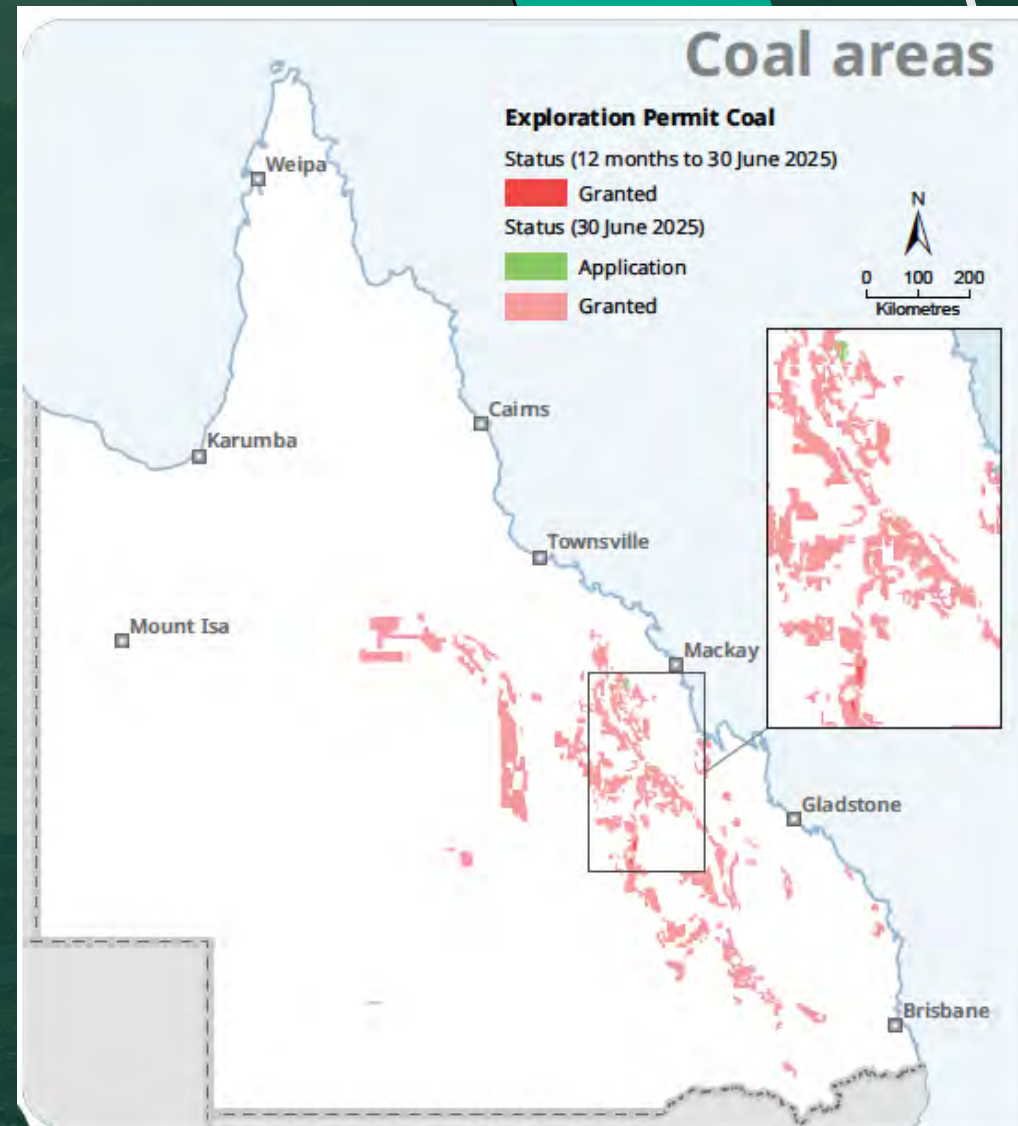 Coal areas
Exploration Permit Coal
Status (12 months to 30 June 2025)
Granted
Status (30 June 2025)
Application
Granted
N
0 100 200
Kilometres
Weipa
Cairns
Karumba
Townsville
Mount Isa
Mackay
Gladstone
Brisbane